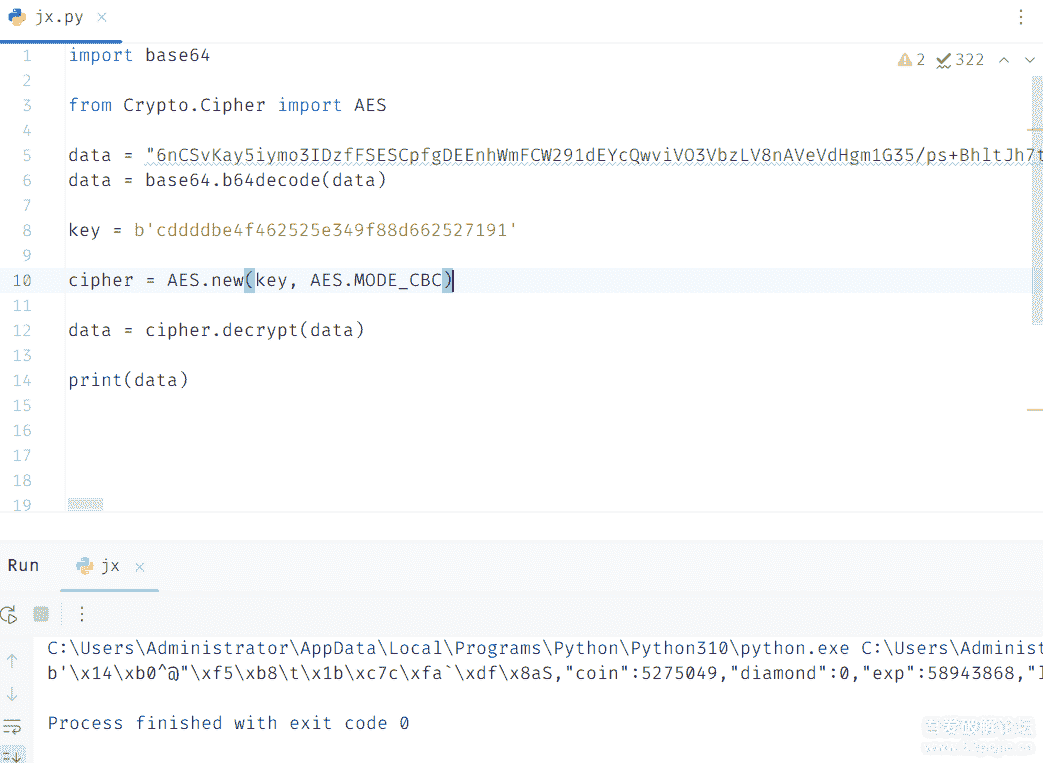 jx.py
1 import base64
2
3 from Crypto.Cipher import AES
4
5 data = "6nCSvKay5iymo3IDzfFSESCpfgDEEnhWmFCW291dEYcQwviVO3VbzLV8nAVeVdHgm1G35/ps+BhltJh7t
6 data = base64.b64decode(data)
7
8 key = b'cddddbe4f462525e349f88d662527191'
9
10 cipher = AES.new(key, AES.MODE_CBC)
11
12 data = cipher.decrypt(data)
13
14 print(data)
15
16
17
18
19
2 322
Run jx
C:\Users\Administrator\AppData\Local\Programs\Python\Python310\python.exe C:\Users\Administ
b'\x14\xb0^@"\xf5\xb8\t\x1b\xc7c\xfa`\xdf\x8aS,"coin":5275049,"diamond":0,"exp":58943868,"l
Process finished with exit code 0